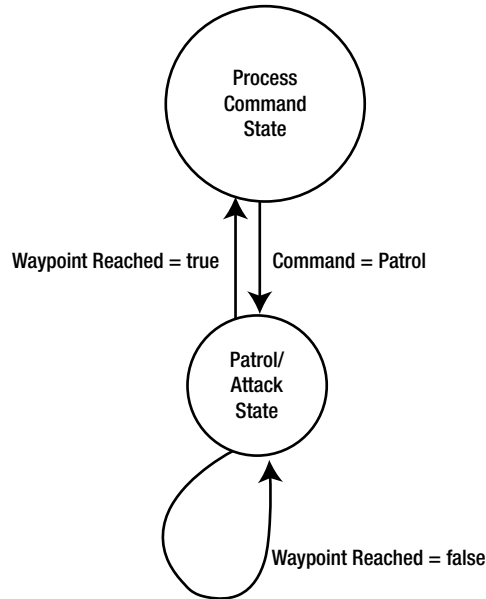 Process
Command
State
Waypoint Reached = true
Command = Patrol
Patrol/
Attack
State
Waypoint Reached = false